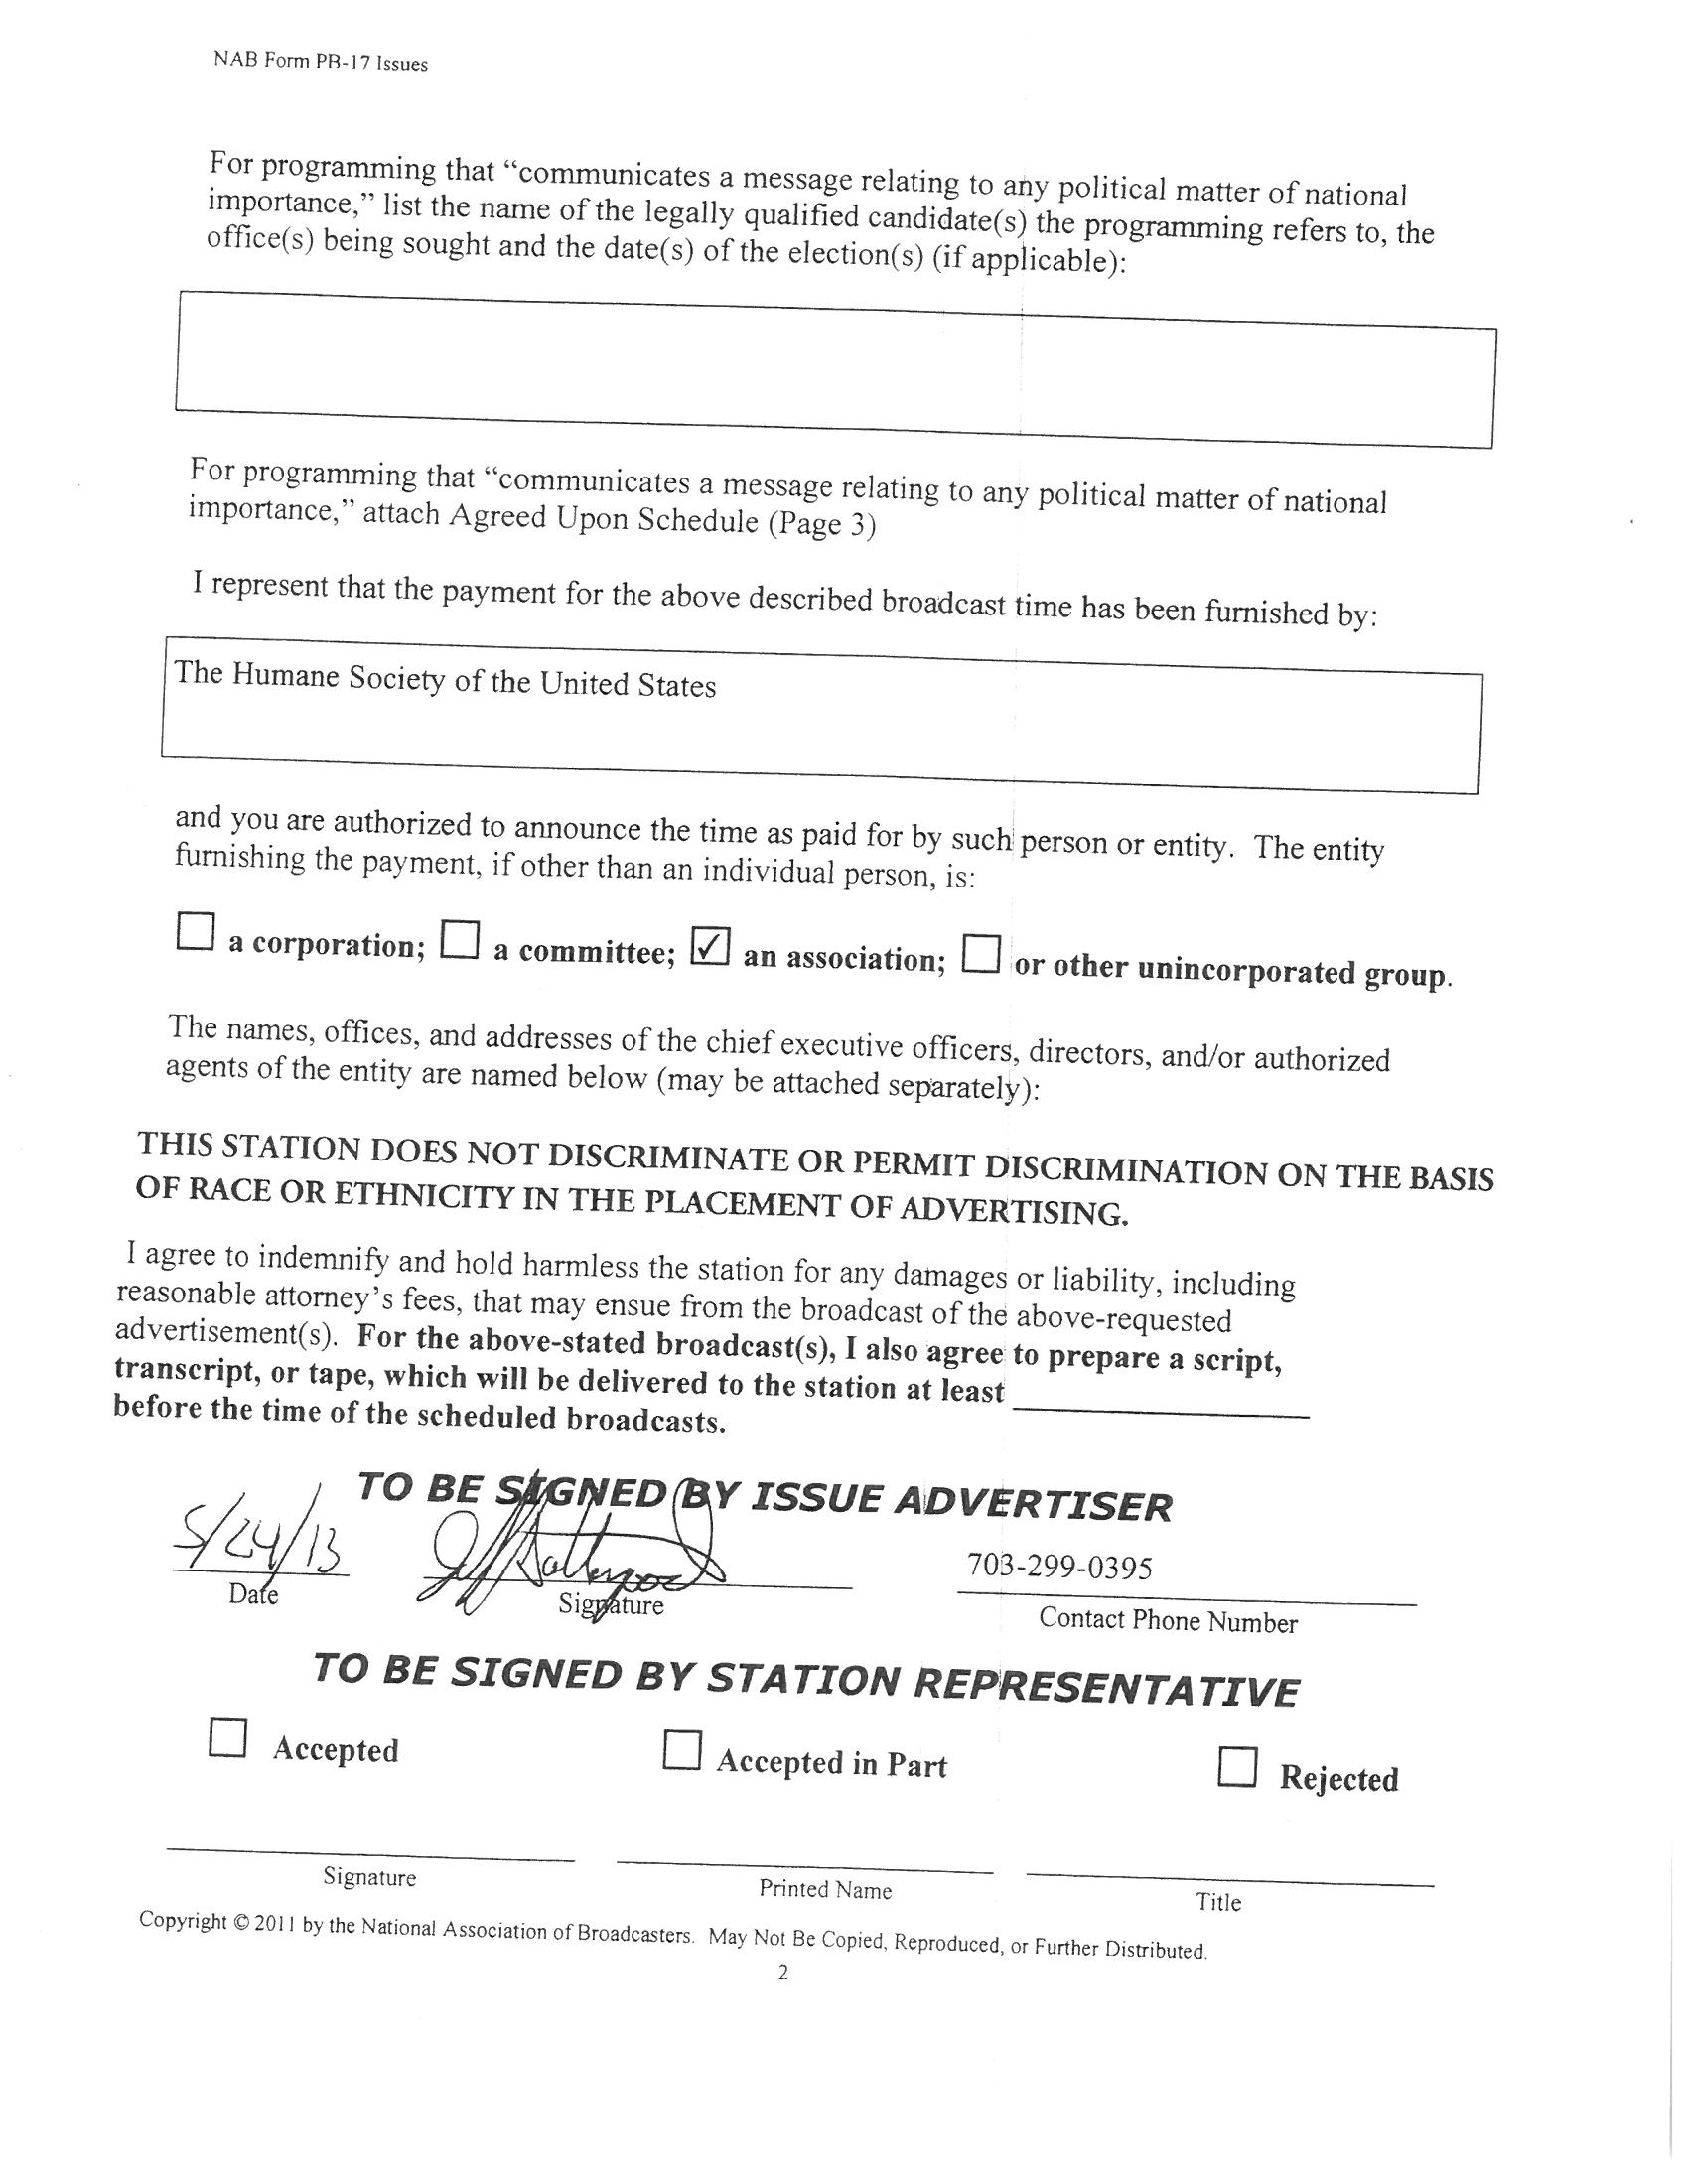 NAB Form PB-17 Issues
For programming that “communicates a message relating to any political matter of national
importance,” list the name of the legally qualified candidate(s) the programming refers to, the
office(s) being sought and the date(s) of the election(s) (if applicable):
For programming that “communicates a message relating to any political matter of national
importance,” attach Agreed Upon Schedule (Page 3)
I represent that the payment for the above described broadcast time has been furnished by:
The Humane Society of the United States
and you are authorized to announce the time as paid for by such person or entity.  The entity
furnishing the payment, if other than an individual person, is:
☐ a corporation; ☐ a committee; ☑ an association; ☐ or other unincorporated group.
The names, offices, and addresses of the chief executive officers, directors, and/or authorized
agents of the entity are named below (may be attached separately):
THIS STATION DOES NOT DISCRIMINATE OR PERMIT DISCRIMINATION ON THE BASIS
OF RACE OR ETHNICITY IN THE PLACEMENT OF ADVERTISING.
I agree to indemnify and hold harmless the station for any damages or liability, including
reasonable attorney’s fees, that may ensue from the broadcast of the above-requested
advertisement(s).  For the above-stated broadcast(s), I also agree to prepare a script,
transcript, or tape, which will be delivered to the station at least
before the time of the scheduled broadcasts.
TO BE SIGNED BY ISSUE ADVERTISER
5/24/13
703-299-0395
Date Signature Contact Phone Number
TO BE SIGNED BY STATION REPRESENTATIVE
☐ Accepted ☐ Accepted in Part ☐ Rejected
Signature Printed Name Title
Copyright © 2011 by the National Association of Broadcasters.  May Not Be Copied, Reproduced, or Further Distributed.
2